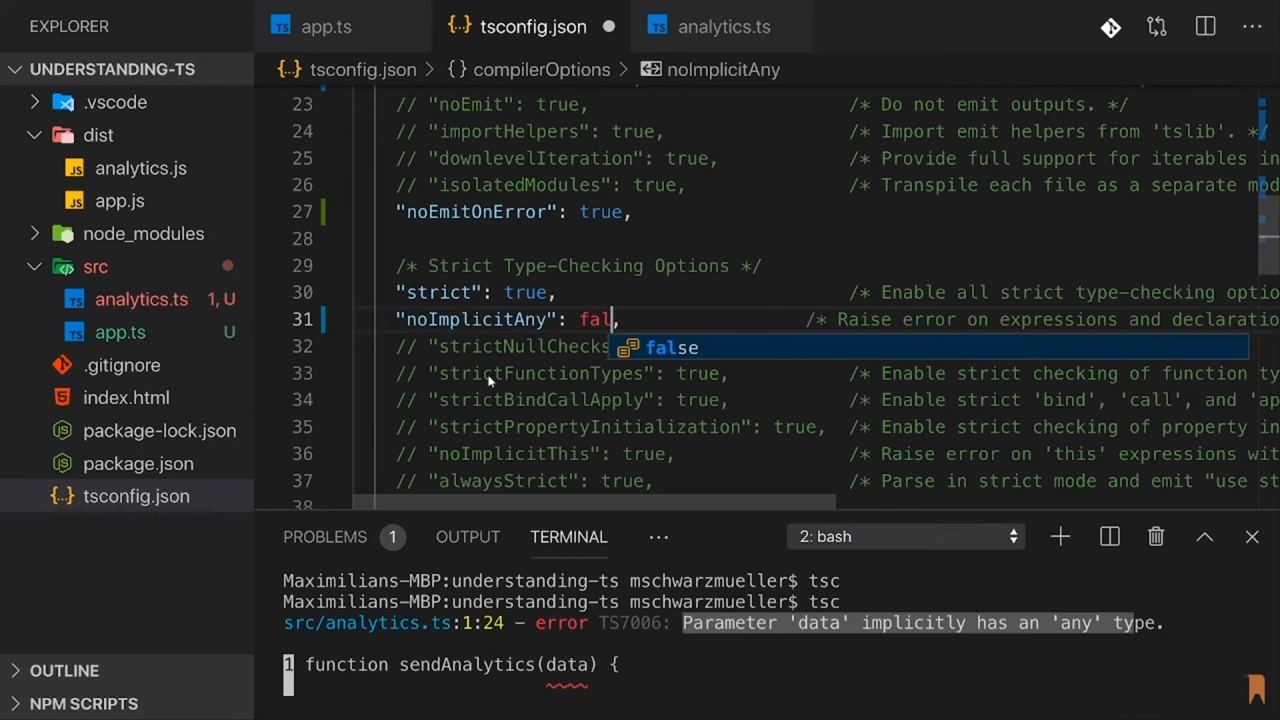 EXPLORER
UNDERSTANDING-TS
.vscode
dist
JS analytics.js
JS app.js
node_modules
src
TS analytics.ts 1, U
TS app.ts U
.gitignore
index.html
package-lock.json
package.json
{..} tsconfig.json
OUTLINE
NPM SCRIPTS
TS app.ts {..} tsconfig.json TS analytics.ts ...
{..} tsconfig.json > { } compilerOptions > noImplicitAny
23 // "noEmit": true, /* Do not emit outputs. */
24 // "importHelpers": true, /* Import emit helpers from 'tslib'. */
25 // "downlevelIteration": true, /* Provide full support for iterables in
26 // "isolatedModules": true, /* Transpile each file as a separate mod
27 "noEmitOnError": true,
28
29 /* Strict Type-Checking Options */
30 "strict": true, /* Enable all strict type-checking optio
31 "noImplicitAny": fal, /* Raise error on expressions and declaratio
32 // "strictNullChecks
false
33 // "strictFunctionTypes": true, /* Enable strict checking of function ty
34 // "strictBindCallApply": true, /* Enable strict 'bind', 'call', and 'ap
35 // "strictPropertyInitialization": true, /* Enable strict checking of property in
36 // "noImplicitThis": true, /* Raise error on 'this' expressions wit
37 // "alwaysStrict": true, /* Parse in strict mode and emit "use st
38
PROBLEMS 1 OUTPUT TERMINAL ... 2: bash
Maximilians-MBP:understanding-ts mschwarzmueller$ tsc
Maximilians-MBP:understanding-ts mschwarzmueller$ tsc
src/analytics.ts:1:24 - error TS7006: Parameter 'data' implicitly has an 'any' type.
1 function sendAnalytics(data) {